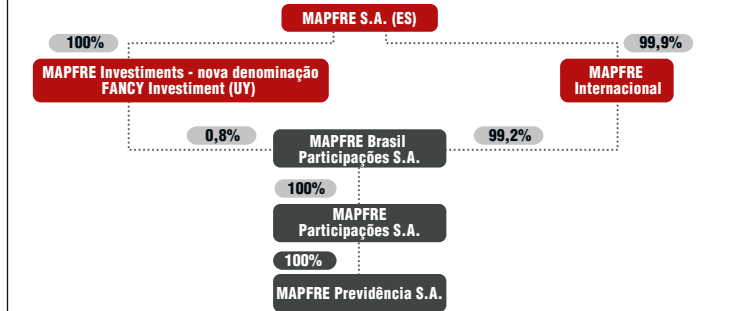 MAPFRE S.A. (ES)
100%
99,9%
MAPFRE Investiments - nova denominação
FANCY Investiment (UY)
MAPFRE
Internacional
0,8%
MAPFRE Brasil
Participações S.A.
99,2%
100%
MAPFRE
Participações S.A.
100%
MAPFRE Previdência S.A.